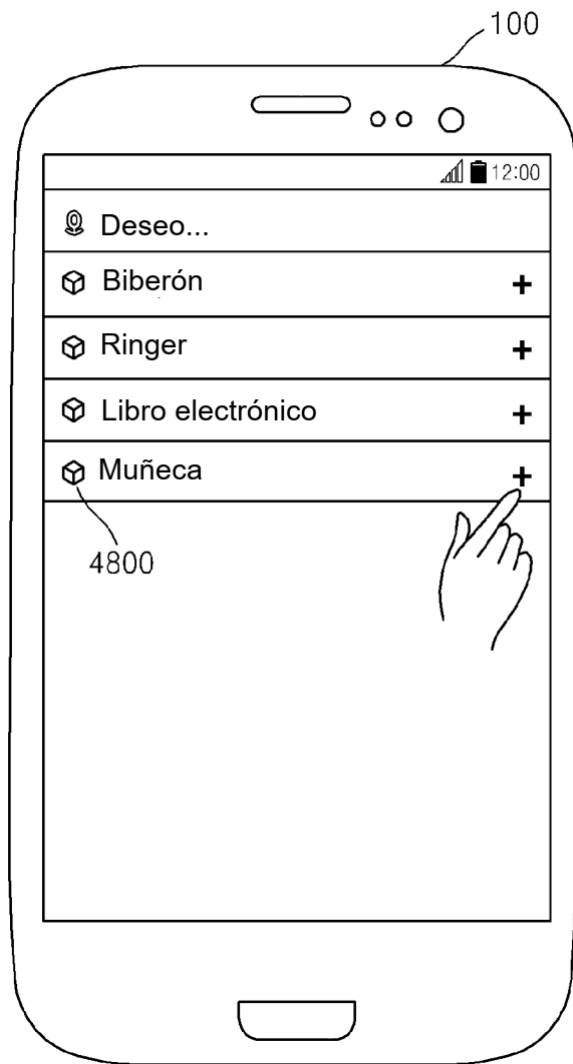 100
12:00
Deseo...
Biberón +
Ringer +
Libro electrónico +
Muñeca +
4800